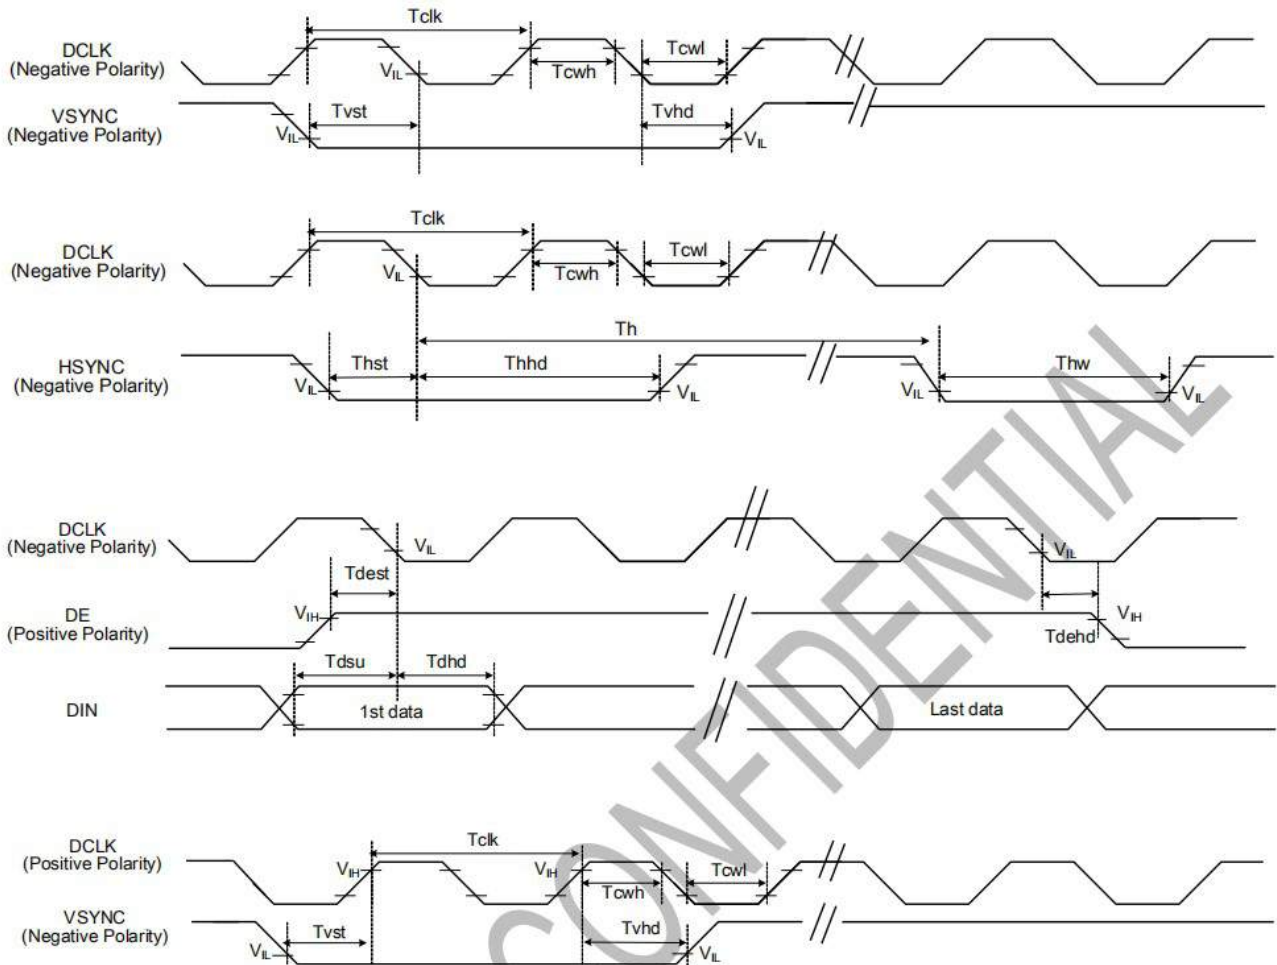 Tclk
DCLK
(Negative Polarity)
Tcwl
VIL
Tcwh
VSYNC
(Negative Polarity)
Tvst
Tvhd
VIL
VIL
Tclk
DCLK
(Negative Polarity)
Tcwl
VIL
Tcwh
Th
HSYNC
(Negative Polarity)
Thst
Thhd
Thw
VIL
VIL
VIL
VIL
DCLK
(Negative Polarity)
VIL
VIL
Tdest
DE
(Positive Polarity)
VIH
VIH
Tdehd
Tdsu
Tdhd
DIN
1st data
Last data
DCLK
(Positive Polarity)
Tclk
VIH
VIH
Tcwl
Tcwh
VSYNC
(Negative Polarity)
Tvst
Tvhd
VIL
VIL
CONFIDENTIAL